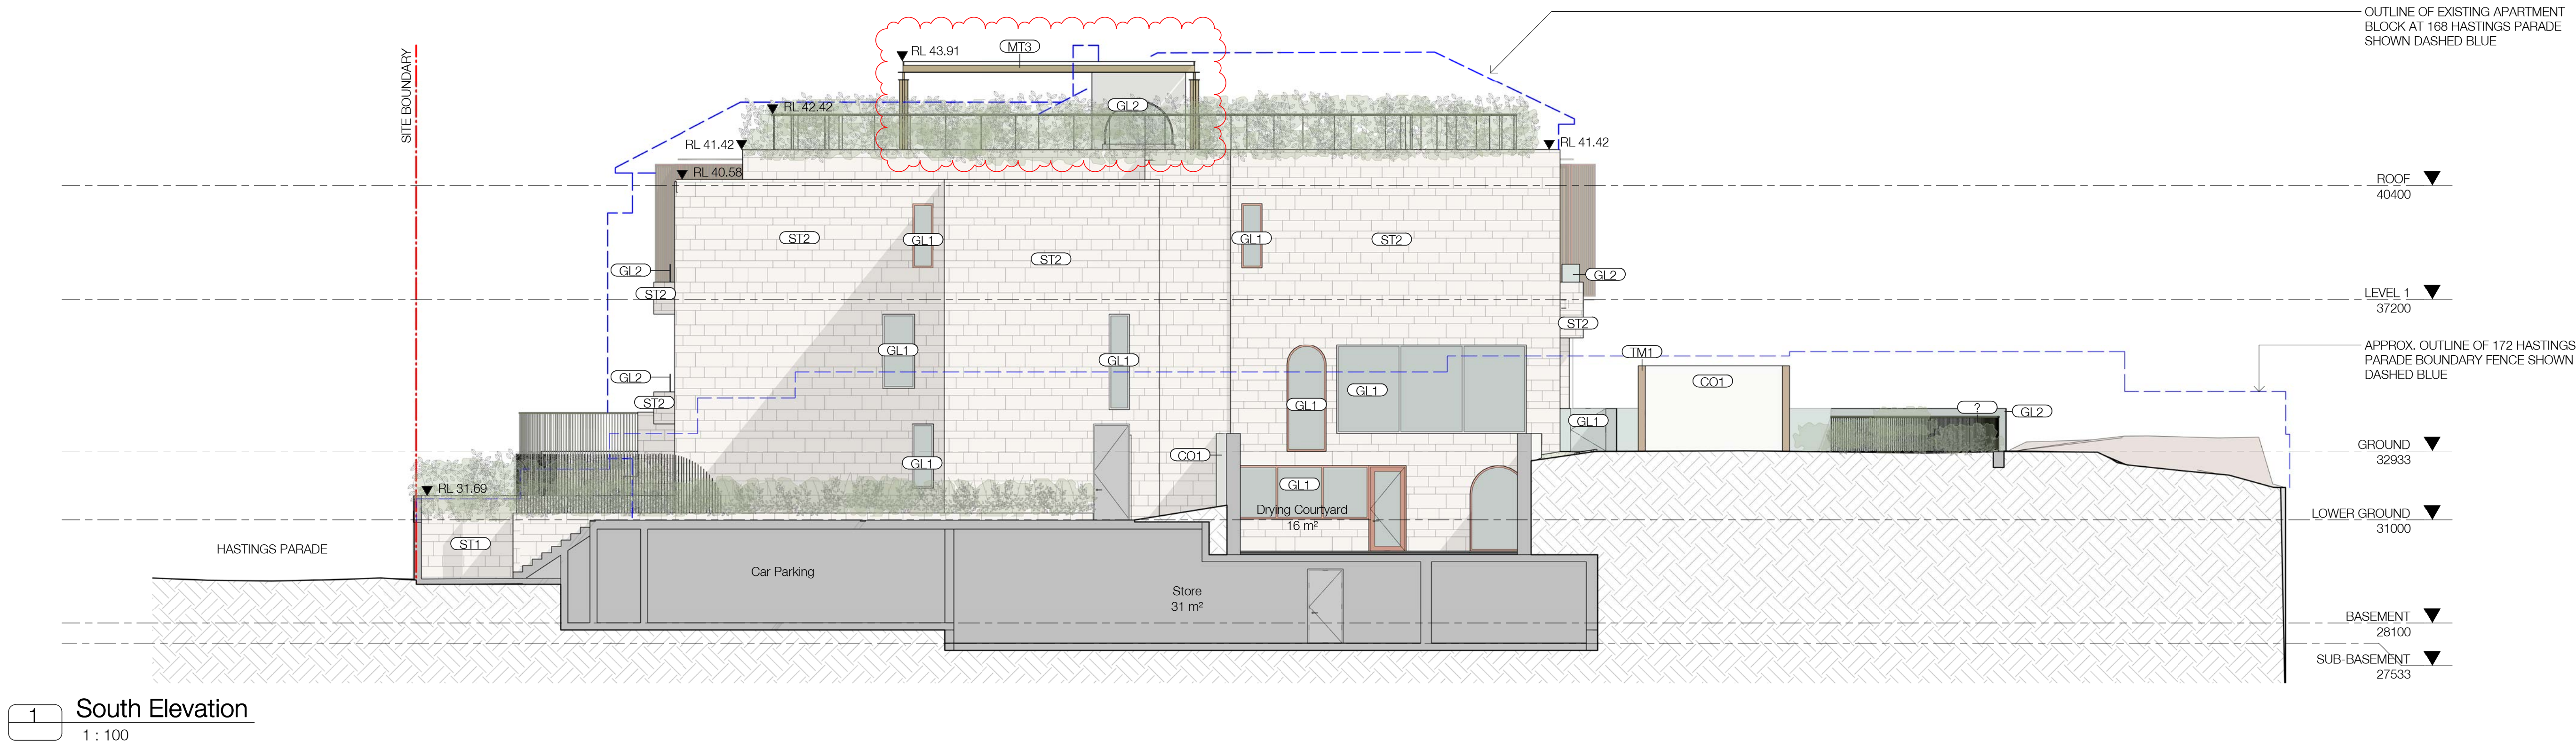 OUTLINE OF EXISTING APARTMENT
BLOCK AT 168 HASTINGS PARADE
SHOWN DASHED BLUE
SITE BOUNDARY
RL 43.91
MT3
RL 42.42
GL2
RL 41.42
RL 41.42
RL 40.58
ROOF
40400
ST2
GL1
GL1
ST2
ST2
GL2
GL2
ST2
LEVEL 1
37200
ST2
GL1
GL1
TM1
APPROX. OUTLINE OF 172 HASTINGS
PARADE BOUNDARY FENCE SHOWN
DASHED BLUE
GL2
GL1
CO1
ST2
GL1
GL1
?
GL2
GROUND
32933
CO1
GL1
GL1
RL 31.69
Drying Courtyard
16 m²
LOWER GROUND
31000
HASTINGS PARADE
ST1
Car Parking
Store
31 m²
BASEMENT
28100
SUB-BASEMENT
27533
1
South Elevation
1 : 100